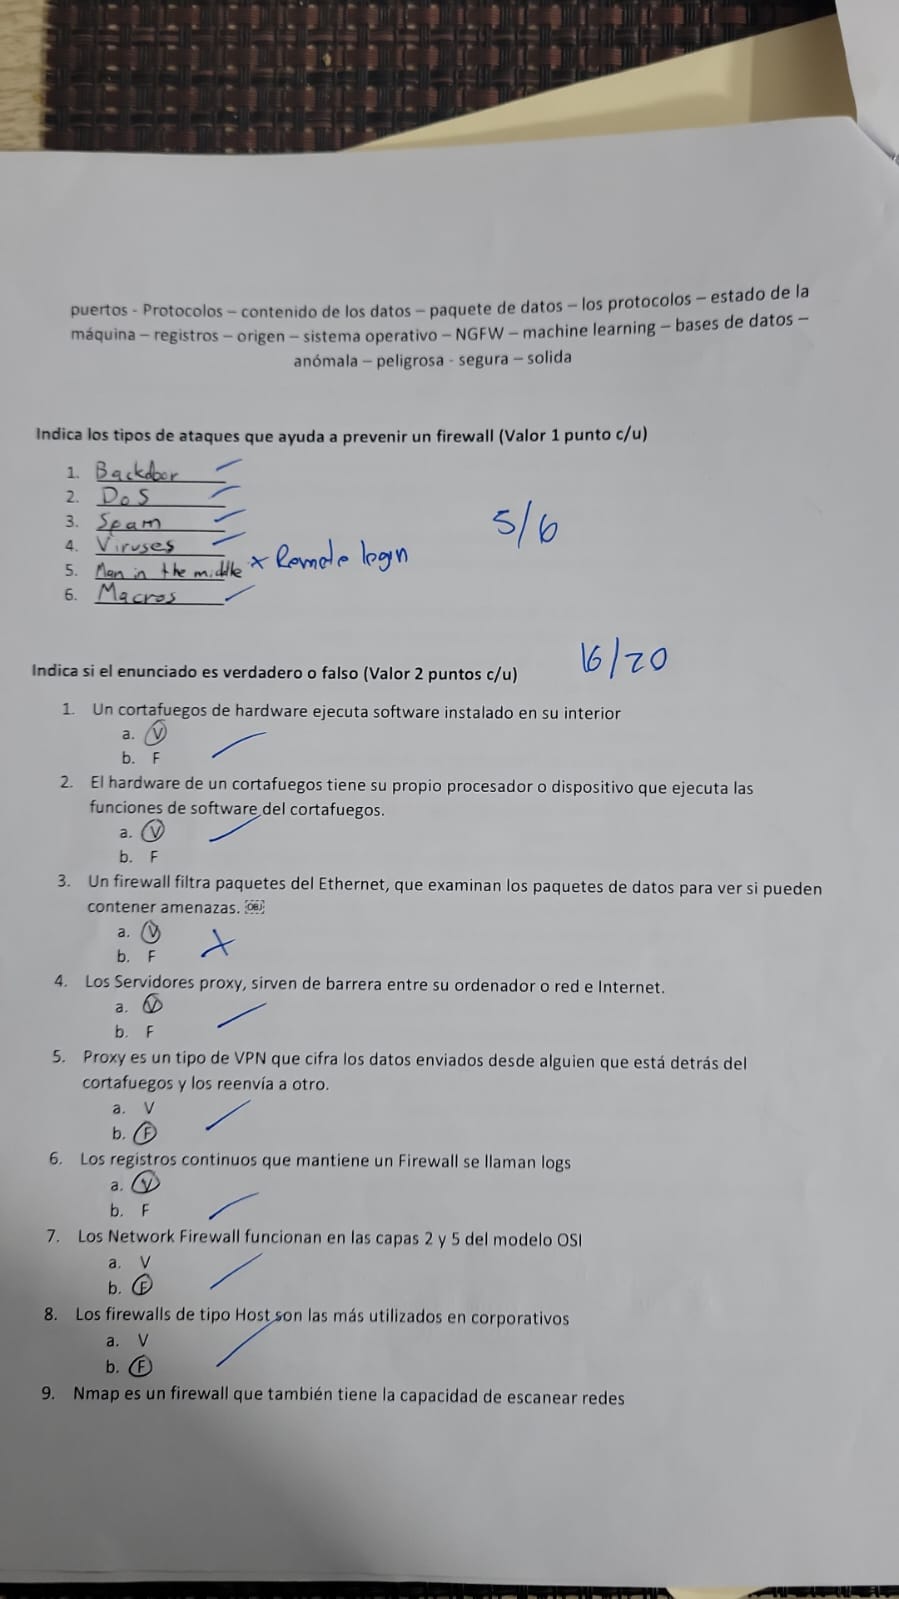 puertos - Protocolos – contenido de los datos – paquete de datos – los protocolos – estado de la
máquina – registros – origen – sistema operativo – NGFW – machine learning – bases de datos –
anómala – peligrosa - segura – solida
Indica los tipos de ataques que ayuda a prevenir un firewall (Valor 1 punto c/u)
1. Backdoor
2. DoS
3. Spam
4. Viruses
5. Man in the middle x Remote login
6. Macros
5/6
Indica si el enunciado es verdadero o falso (Valor 2 puntos c/u)
16/20
1. Un cortafuegos de hardware ejecuta software instalado en su interior
a. V
b. F
2. El hardware de un cortafuegos tiene su propio procesador o dispositivo que ejecuta las
funciones de software del cortafuegos.
a. V
b. F
3. Un firewall filtra paquetes del Ethernet, que examinan los paquetes de datos para ver si pueden
contener amenazas. OBJ
a. V
b. F
4. Los Servidores proxy, sirven de barrera entre su ordenador o red e Internet.
a. V
b. F
5. Proxy es un tipo de VPN que cifra los datos enviados desde alguien que está detrás del
cortafuegos y los reenvía a otro.
a. V
b. F
6. Los registros continuos que mantiene un Firewall se llaman logs
a. V
b. F
7. Los Network Firewall funcionan en las capas 2 y 5 del modelo OSI
a. V
b. F
8. Los firewalls de tipo Host son las más utilizados en corporativos
a. V
b. F
9. Nmap es un firewall que también tiene la capacidad de escanear redes